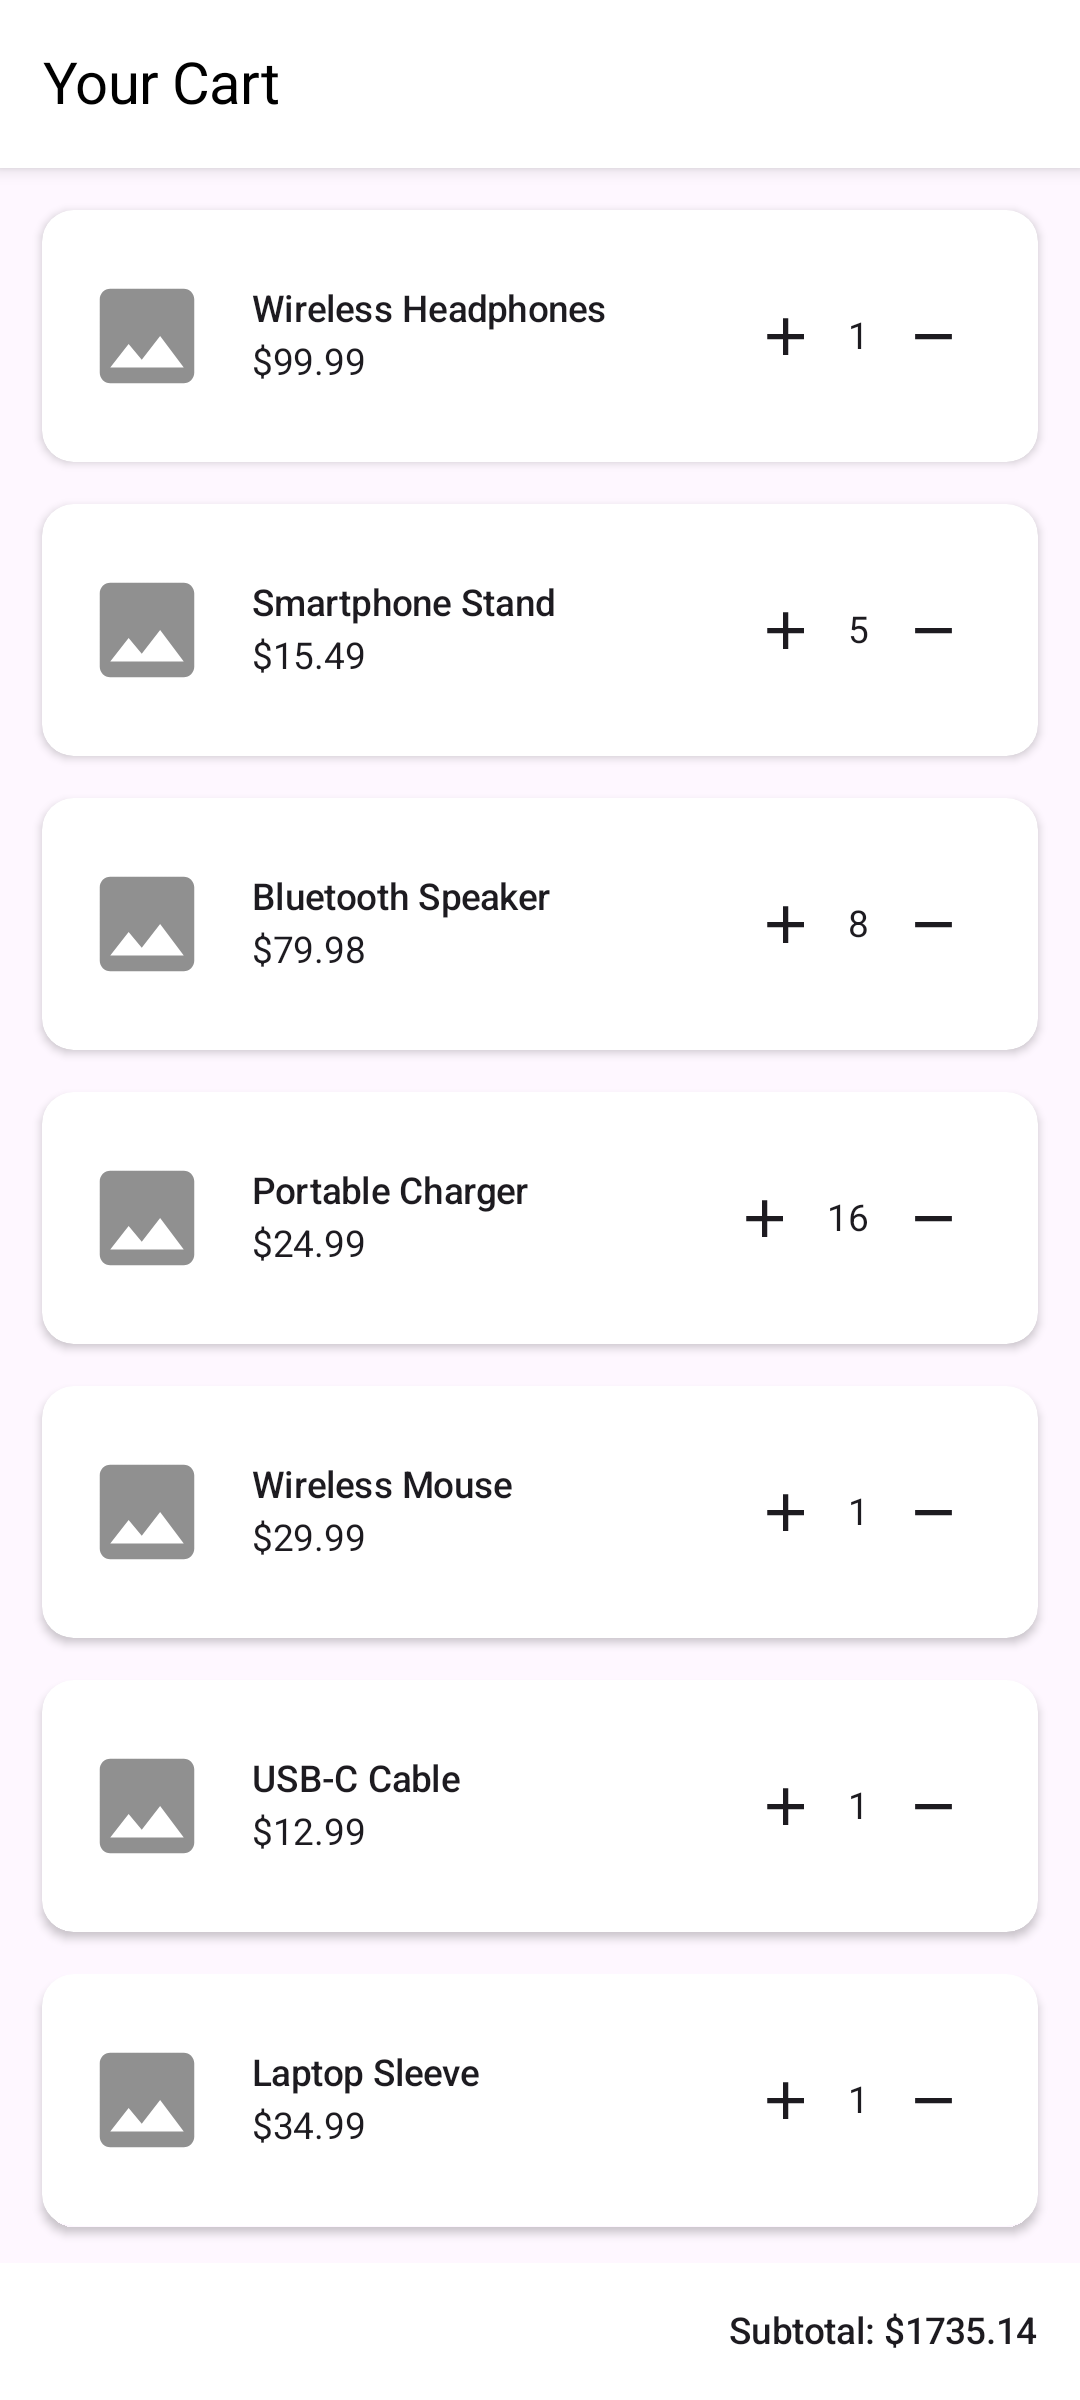 Your Cart
Wireless Headphones
$99.99
1
Smartphone Stand
$15.49
5
Bluetooth Speaker
$79.98
8
Portable Charger
$24.99
16
Wireless Mouse
$29.99
1
USB-C Cable
$12.99
1
Laptop Sleeve
$34.99
1
Subtotal: $1735.14